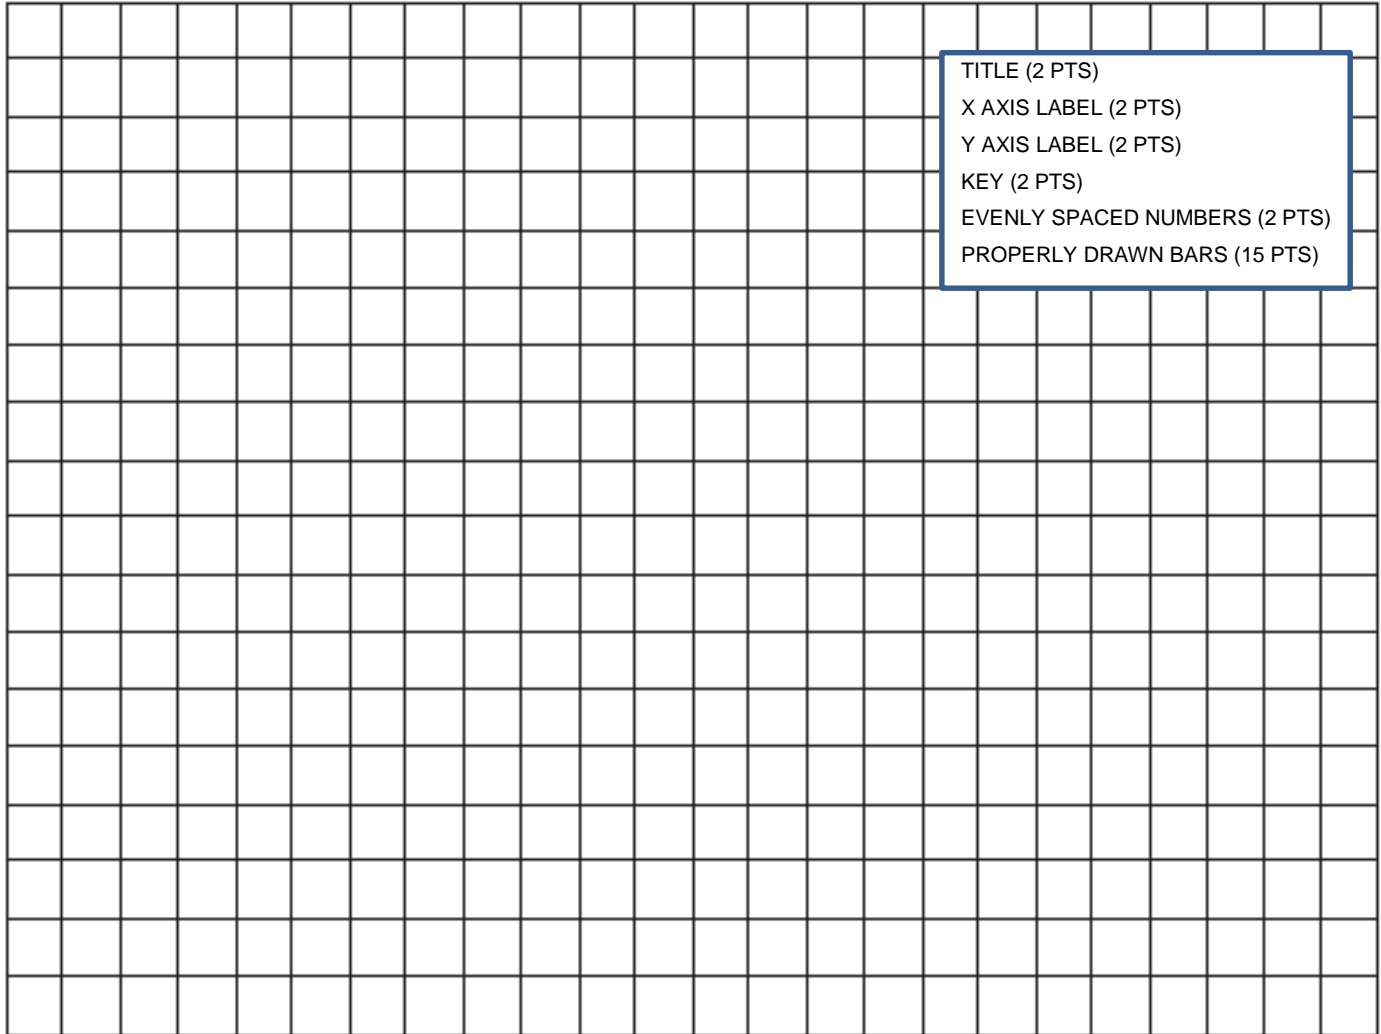 TITLE (2 PTS)
X AXIS LABEL (2 PTS)
Y AXIS LABEL (2 PTS)
KEY (2 PTS)
EVENLY SPACED NUMBERS (2 PTS)
PROPERLY DRAWN BARS (15 PTS)